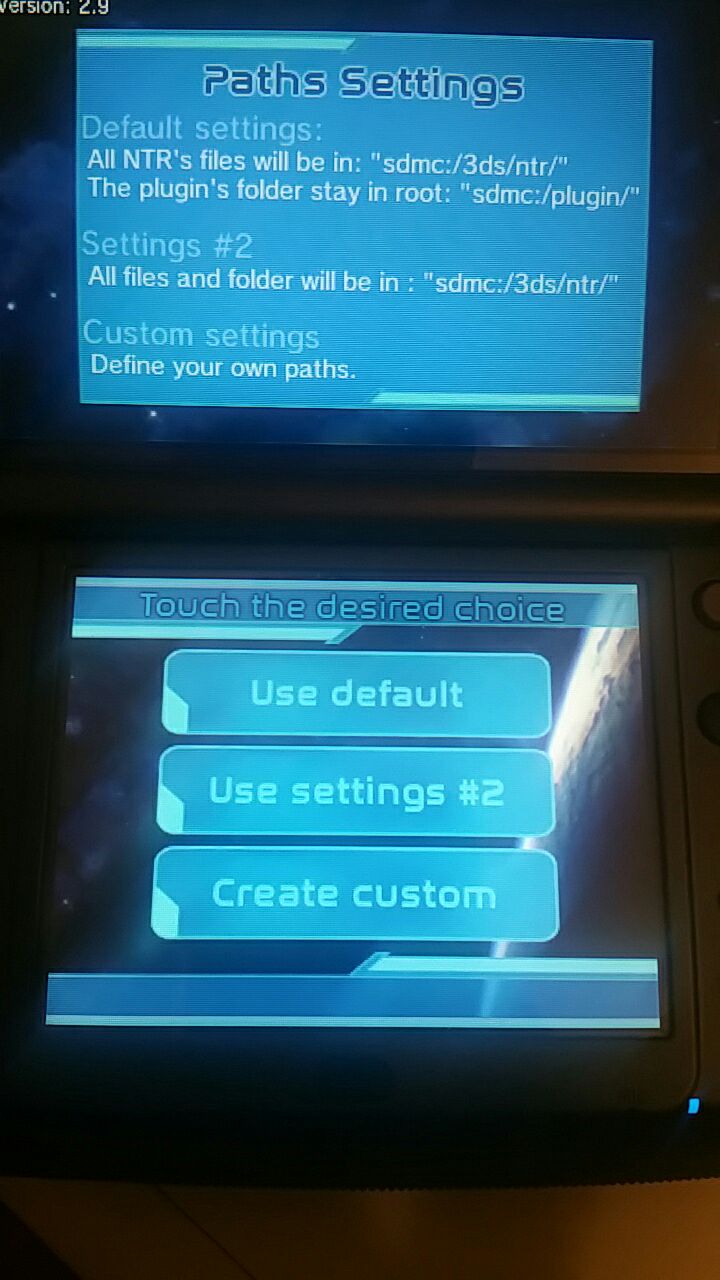 Version: 2.9
Paths Settings
Default settings:
All NTR's files will be in: "sdmc:/3ds/ntr/"
The plugin's folder stay in root: "sdmc:/plugin/"
Settings #2
All files and folder will be in : "sdmc:/3ds/ntr/"
Custom settings
Define your own paths.
Touch the desired choice
Use default
Use settings #2
Create custom